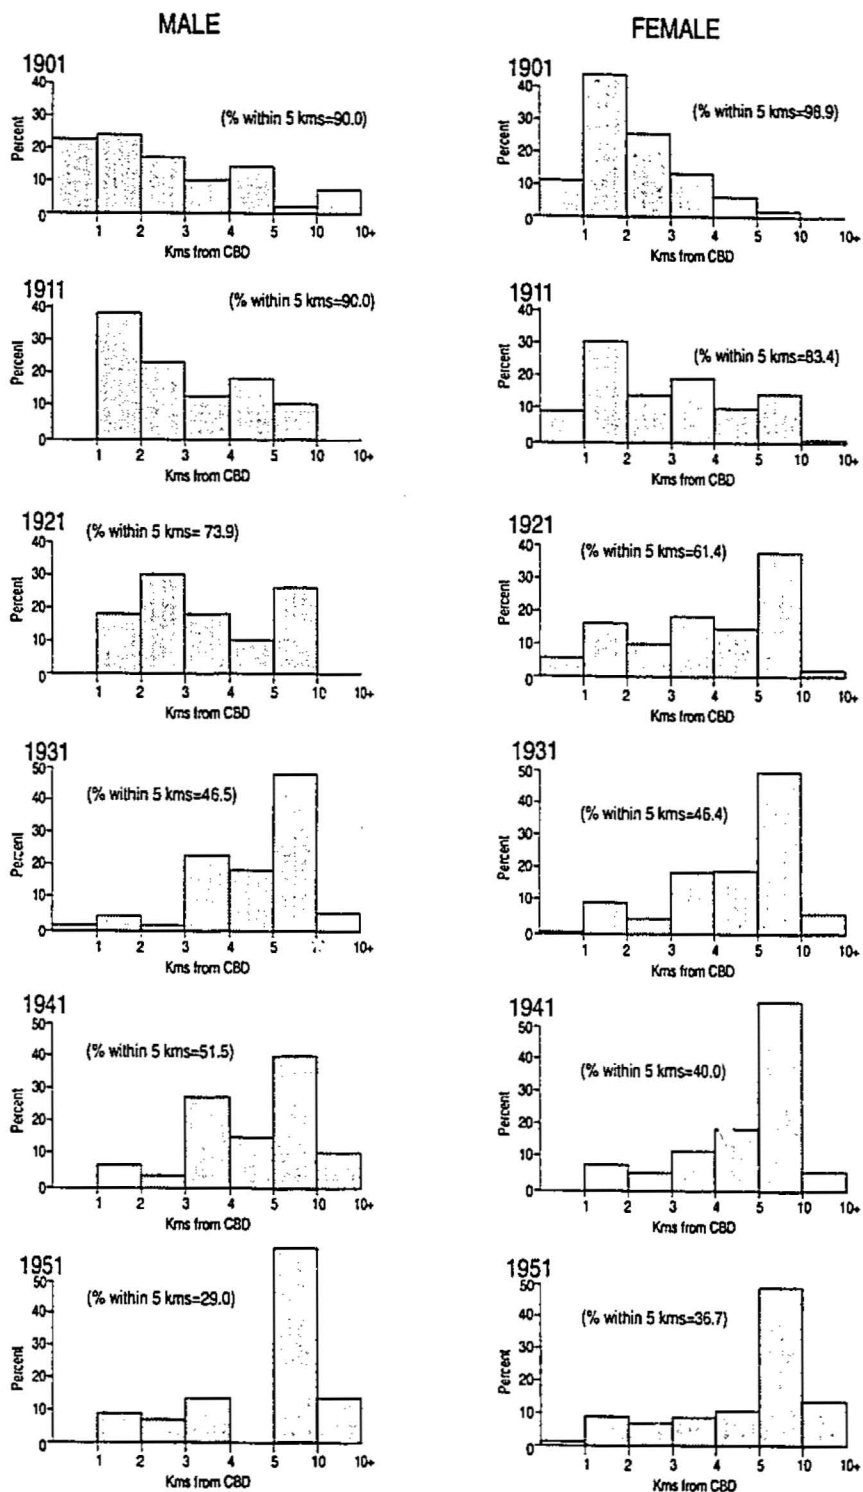 MALE
FEMALE
1901
40
30
20
10
0
Percent
(% within 5 kms=90.0)
1 2 3 4 5 10 10+
Kms from CBD
1901
40
30
20
10
0
Percent
(% within 5 kms=98.9)
1 2 3 4 5 10 10+
Kms from CBD
1911
40
30
20
10
0
Percent
(% within 5 kms=90.0)
1 2 3 4 5 10 10+
Kms from CBD
1911
40
30
20
10
0
Percent
(% within 5 kms=83.4)
1 2 3 4 5 10 10+
Kms from CBD
1921
40
30
20
10
0
Percent
(% within 5 kms= 73.9)
1 2 3 4 5 10 10+
Kms from CBD
1921
40
30
20
10
0
Percent
(% within 5 kms=61.4)
1 2 3 4 5 10 10+
Kms from CBD
1931
50
40
30
20
10
0
Percent
(% within 5 kms=46.5)
1 2 3 4 5 10 10+
Kms from CBD
1931
50
40
30
20
10
0
Percent
(% within 5 kms=46.4)
1 2 3 4 5 10 10+
Kms from CBD
1941
50
40
30
20
10
0
Percent
(% within 5 kms=51.5)
1 2 3 4 5 10 10+
Kms from CBD
1941
50
40
30
20
10
0
Percent
(% within 5 kms=40.0)
1 2 3 4 5 10 10+
Kms from CBD
1951
50
40
30
20
10
0
Percent
(% within 5 kms=29.0)
1 2 3 4 5 10 10+
Kms from CBD
1951
50
40
30
20
10
0
Percent
(% within 5 kms=36.7)
1 2 3 4 5 10 10+
Kms from CBD